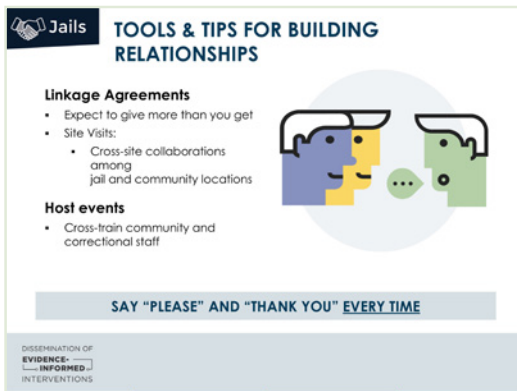 Jails
TOOLS & TIPS FOR BUILDING
RELATIONSHIPS
Linkage Agreements
▪ Expect to give more than you get
▪ Site Visits:
▪ Cross-site collaborations
among
jail and community locations
Host events
▪ Cross-train community and
correctional staff
SAY “PLEASE” AND “THANK YOU” EVERY TIME
DISSEMINATION OF
EVIDENCE-
INFORMED
INTERVENTIONS